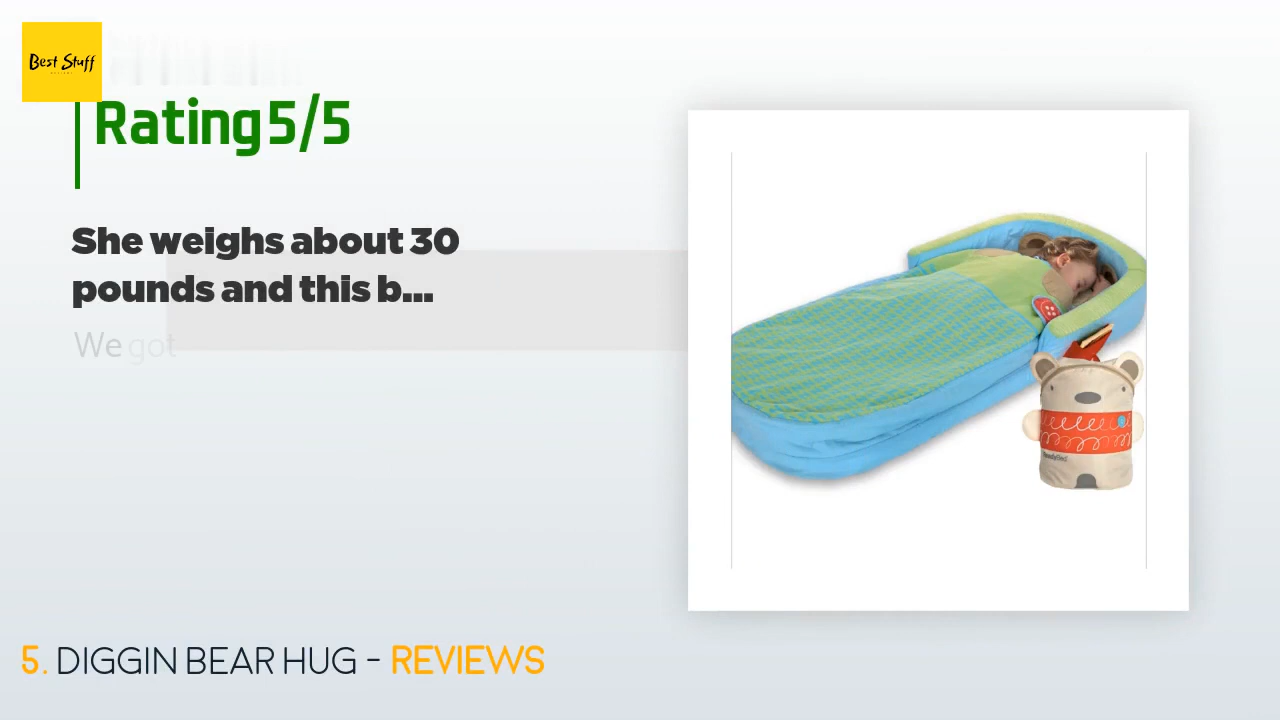 Best Stuff
Rating 5/5
She weighs about 30
pounds and this b...
We got
5. DIGGIN BEAR HUG - REVIEWS